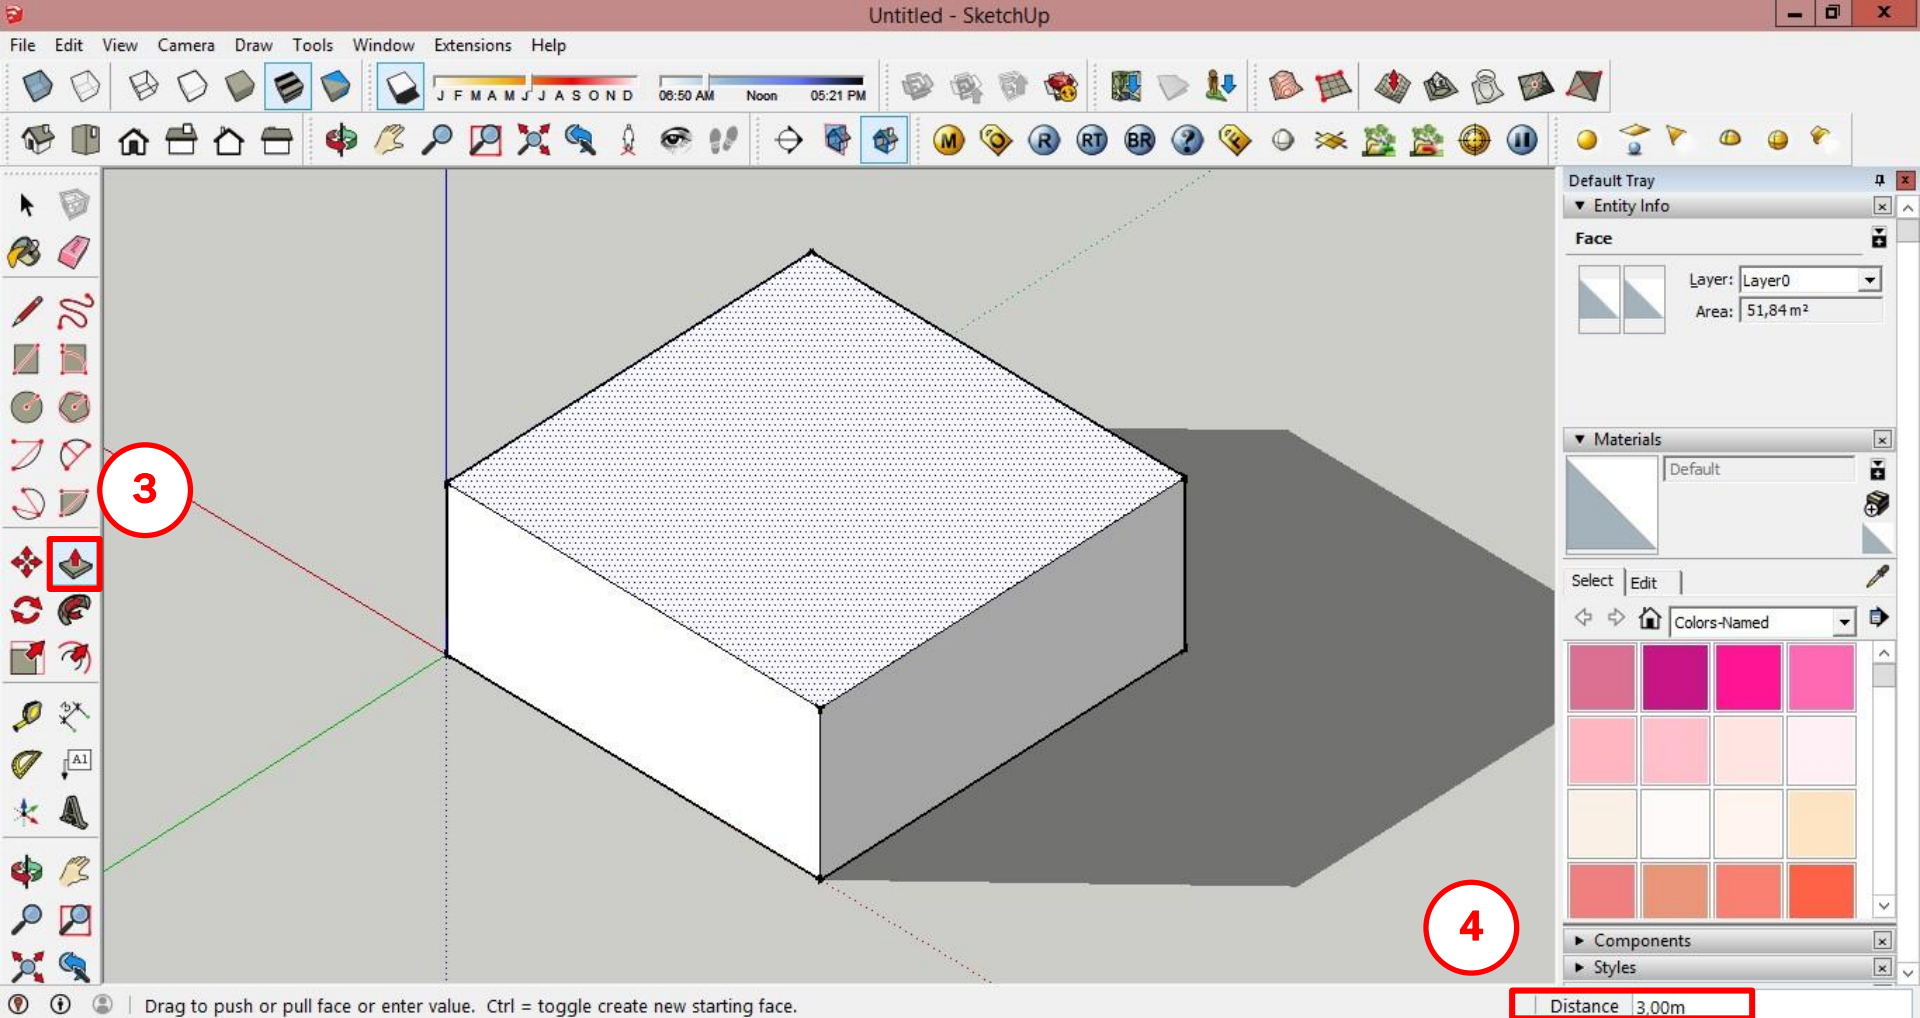 Untitled - SketchUp
File Edit View Camera Draw Tools Window Extensions Help
J F M A M J J A S O N D
06:50 AM Noon 05:21 PM
M O R RT BR ? E
Default Tray
Entity Info
Face
Layer: Layer0
Area: 51,84 m²
3
Materials
Default
Select Edit
Colors-Named
A1
4
Components
Styles
Drag to push or pull face or enter value. Ctrl = toggle create new starting face.
Distance 3,00m